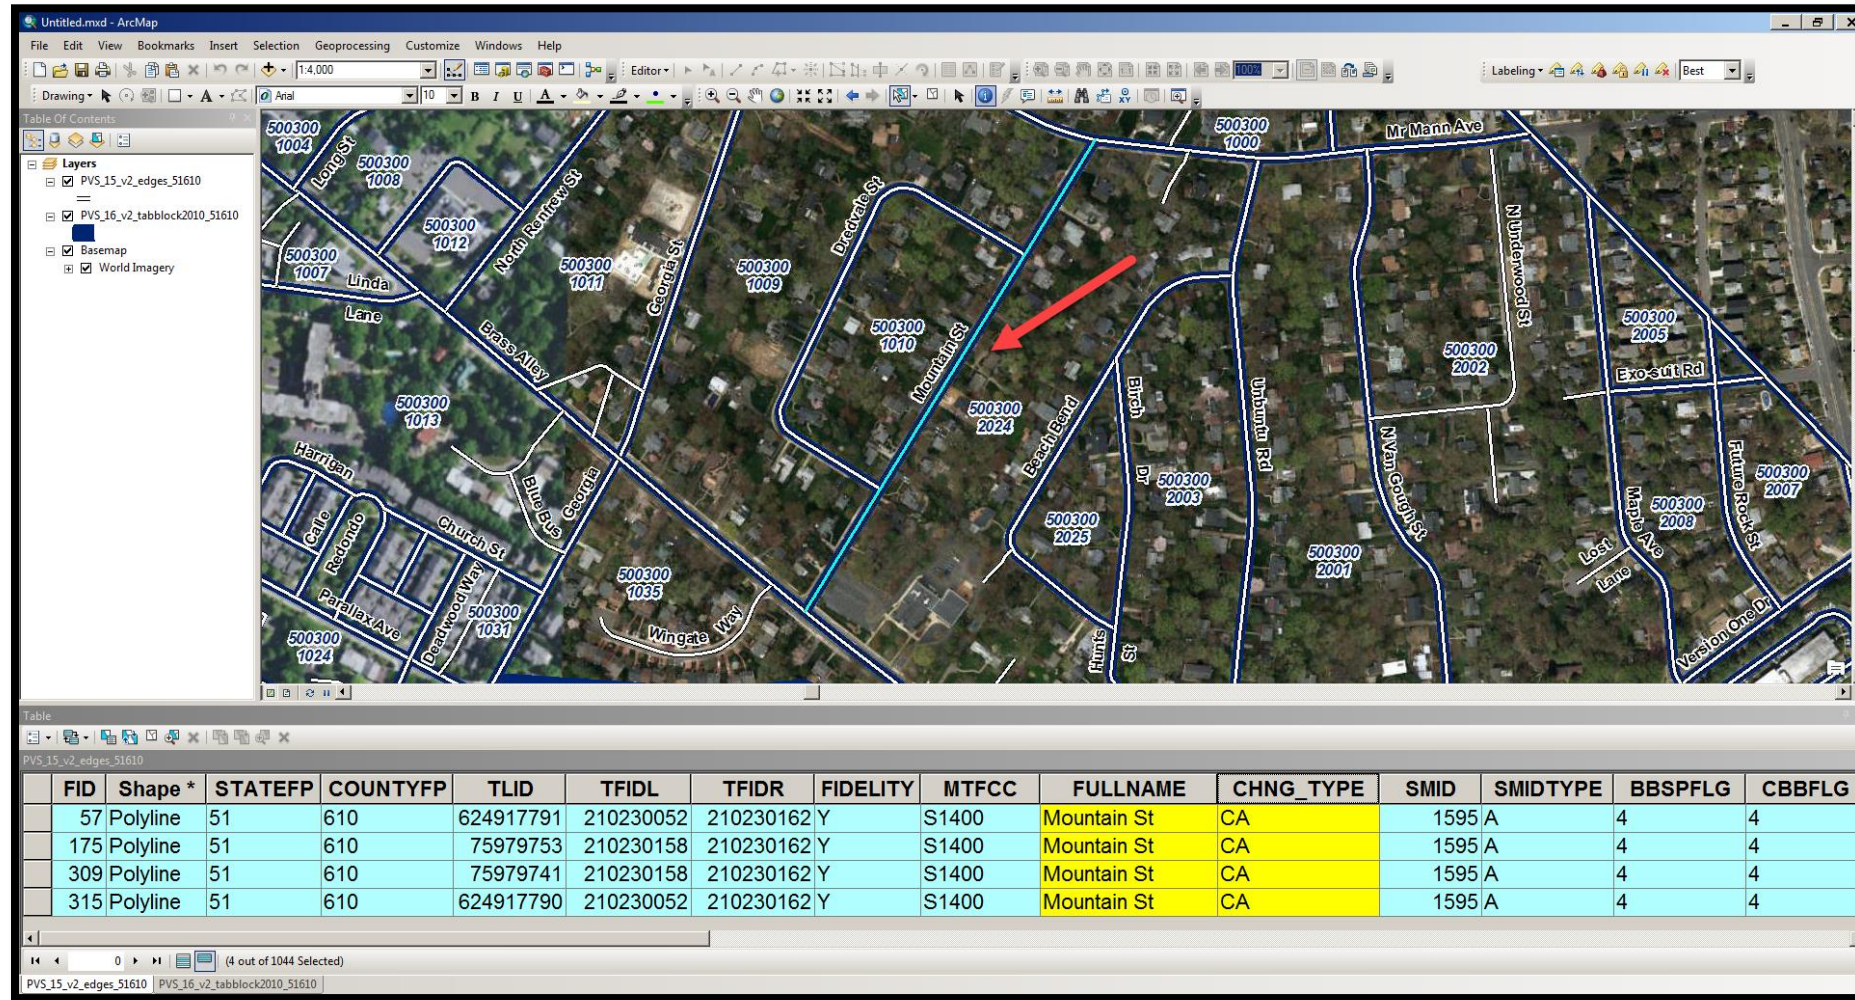 Untitled.mxd - ArcMap
File Edit View Bookmarks Insert Selection Geoprocessing Customize Windows Help
1:4,000 Editor 100% Labeling Best
Drawing A Arial 10 B I U A
Table Of Contents
Layers
PVS_15_v2_edges_51610
PVS_16_v2_tabblock2010_51610
Basemap
World Imagery
500300
1004
Long St
500300
1008
500300
1012
North Renfrew St
500300
1007
Linda
Lane
500300
1011
Georgia St
500300
1009
Dredvale St
500300
1000
Mr Mann Ave
N Underwood St
500300
2005
Exo-suit Rd
500300
1010
Mountain St
Brass Alley
500300
1013
500300
2024
Beach Bend
Birch
Dr
Unbuntu Rd
500300
2002
N Van Gough St
Harrigan
Calle
Redondo
Church St
Blue Bus
Georgia
500300
2003
500300
2025
500300
2001
Maple Ave
500300
2008
Future Rock St
500300
2007
Lost
Lane
Parallax Ave
Deadwood Way
500300
1031
500300
1024
500300
1035
Wingate Way
Hunts
St
Version One Dr
Table
PVS_15_v2_edges_51610
FID Shape * STATEFP COUNTYFP TLID TFIDL TFIDR FIDELITY MTFCC FULLNAME CHNG_TYPE SMID SMIDTYPE BBSPFLG CBBFLG
57 Polyline 51 610 624917791 210230052 210230162 Y S1400 Mountain St CA 1595 A 4 4
175 Polyline 51 610 75979753 210230158 210230162 Y S1400 Mountain St CA 1595 A 4 4
309 Polyline 51 610 75979741 210230158 210230162 Y S1400 Mountain St CA 1595 A 4 4
315 Polyline 51 610 624917790 210230052 210230162 Y S1400 Mountain St CA 1595 A 4 4
0 (4 out of 1044 Selected)
PVS_15_v2_edges_51610 PVS_16_v2_tabblock2010_51610